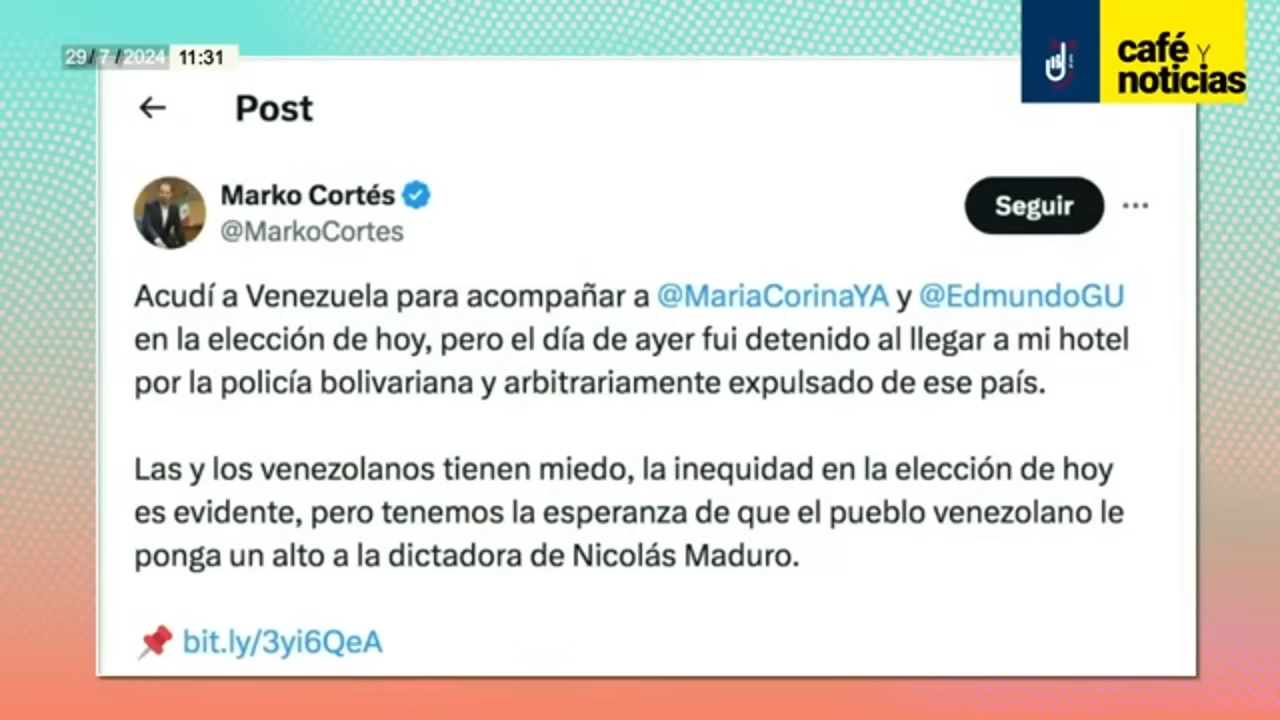 29/7/2024 11:31
café Y
noticias
← Post
Marko Cortés
@MarkoCortes
Seguir ...
Acudí a Venezuela para acompañar a @MariaCorinaYA y @EdmundoGU
en la elección de hoy, pero el día de ayer fui detenido al llegar a mi hotel
por la policía bolivariana y arbitrariamente expulsado de ese país.
Las y los venezolanos tienen miedo, la inequidad en la elección de hoy
es evidente, pero tenemos la esperanza de que el pueblo venezolano le
ponga un alto a la dictadora de Nicolás Maduro.
📌 bit.ly/3yi6QeA